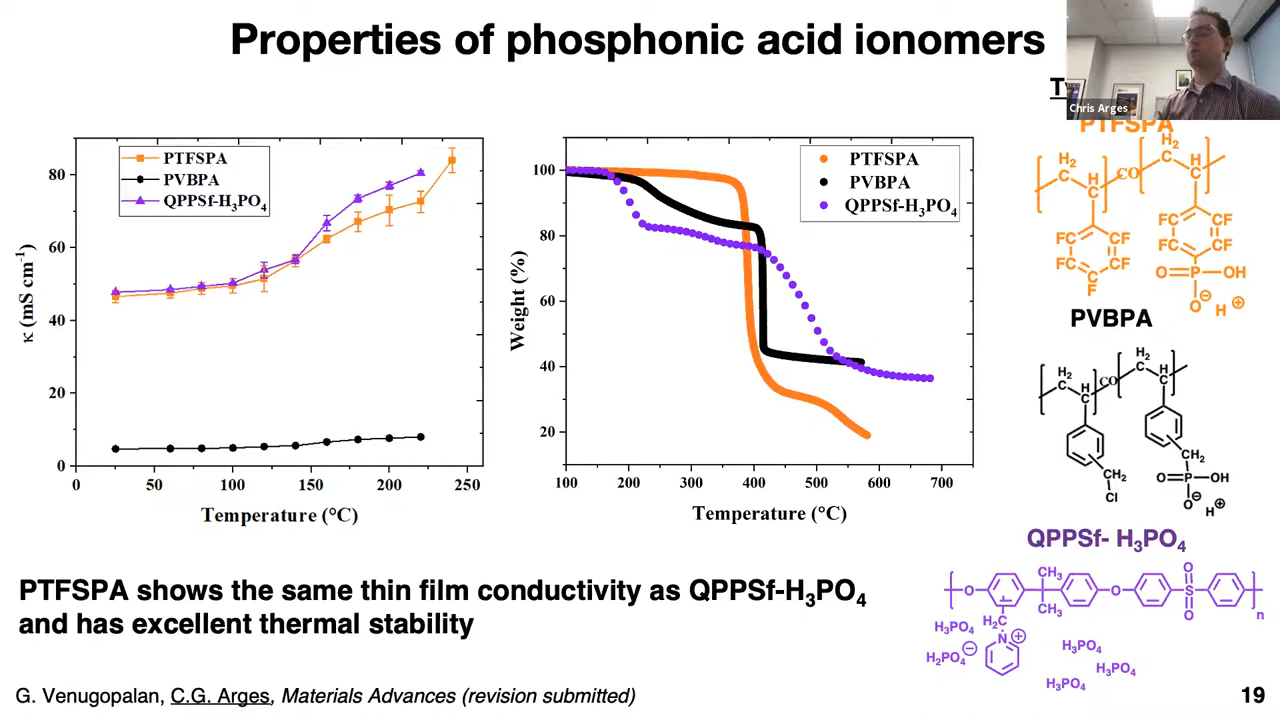 Properties of phosphonic acid ionomers
Chris Arges
PTFSPA
PVBPA
QPPSf-H₃PO₄
80
60
40
20
0
κ (mS cm⁻¹)
0 50 100 150 200 250
Temperature (°C)
PTFSPA
PVBPA
QPPSf-H₃PO₄
100
80
60
40
20
Weight (%)
100 200 300 400 500 600 700
Temperature (°C)
PTFSPA
H₂ H CO H₂ H
F F F F F
F F F F
O P OH
O⊖ H⊕
PVBPA
H₂ H CO H₂ H
CH₂
Cl
CH₂
O P OH
O⊖ H⊕
QPPSf- H₃PO₄
O CH₃ CH₃ O O S O n
H₂C
N⊕
H₃PO₄
H₂PO₄⊖
H₃PO₄
H₃PO₄
H₃PO₄
PTFSPA shows the same thin film conductivity as QPPSf-H₃PO₄
and has excellent thermal stability
G. Venugopalan, C.G. Arges, Materials Advances (revision submitted)
19